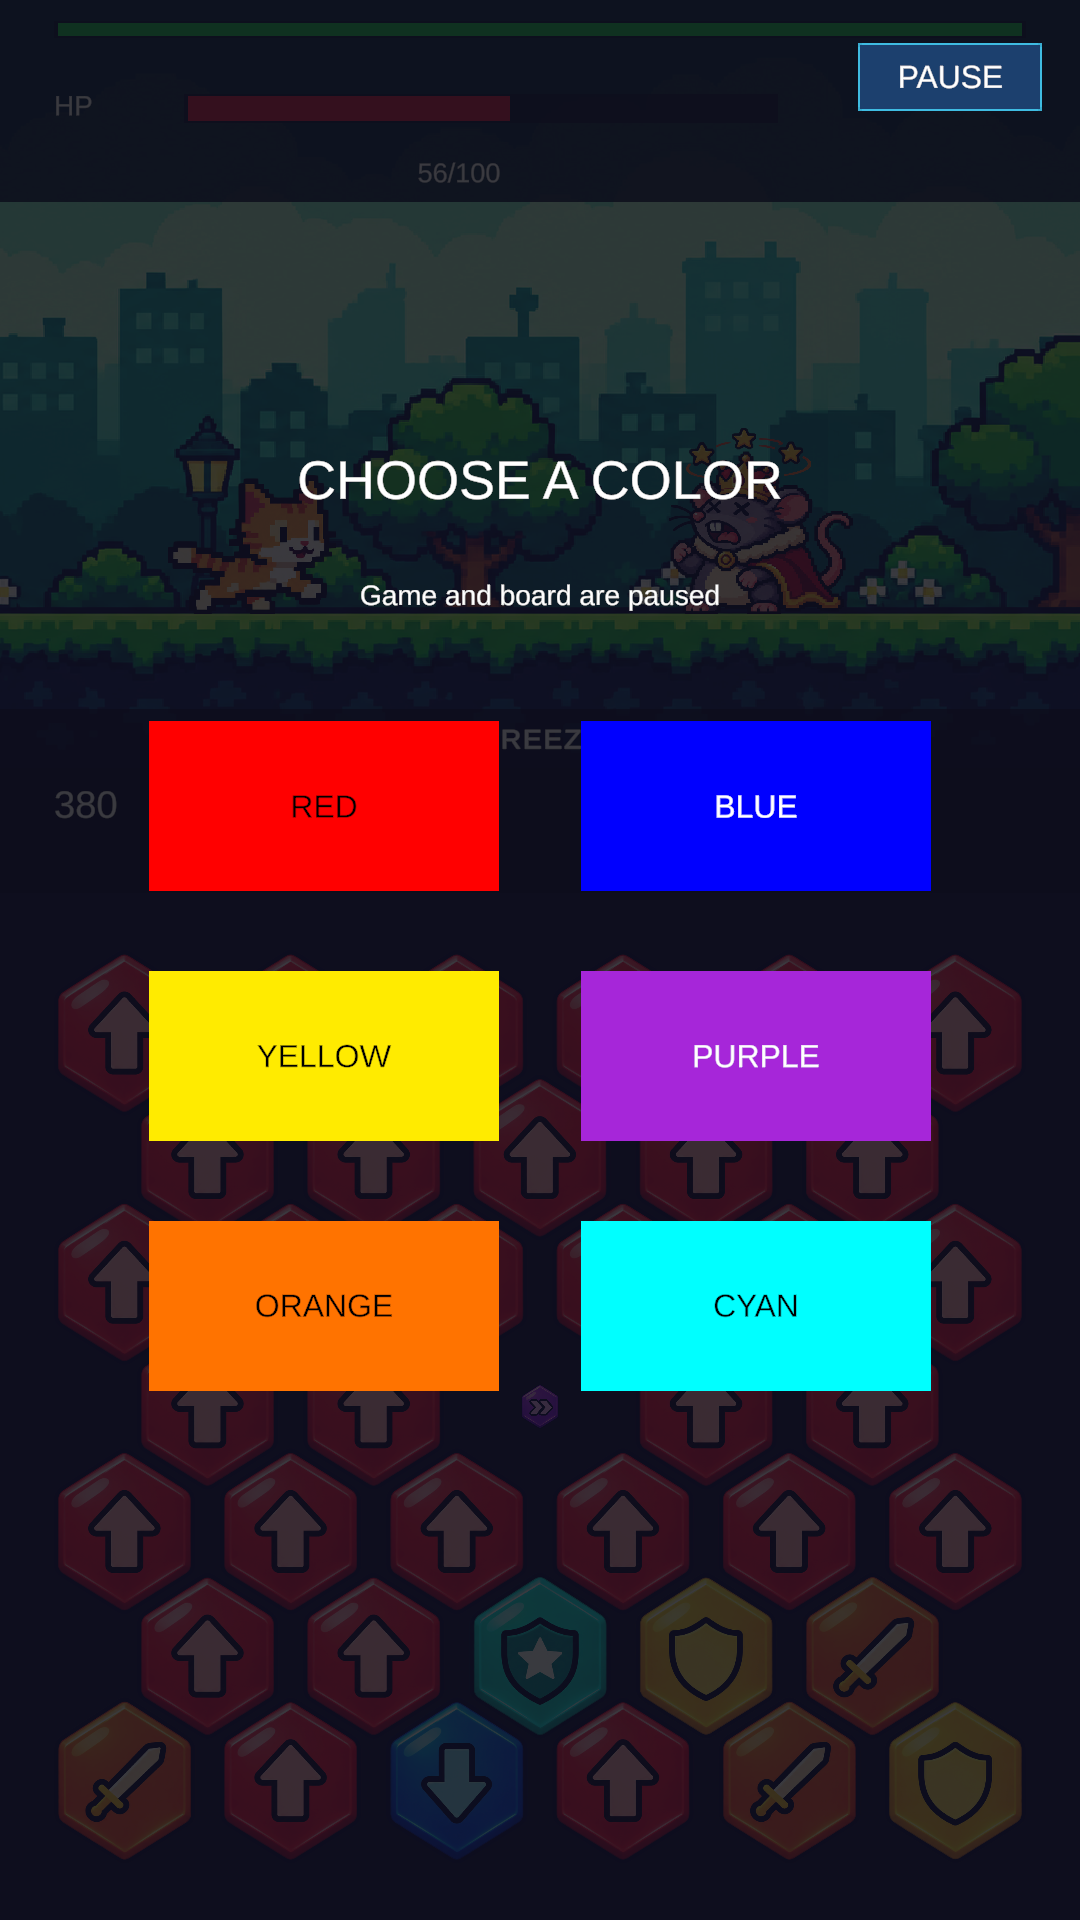 PAUSE
HP
56/100
CHOOSE A COLOR
Game and board are paused
REEZ
380
RED
BLUE
YELLOW
PURPLE
ORANGE
CYAN